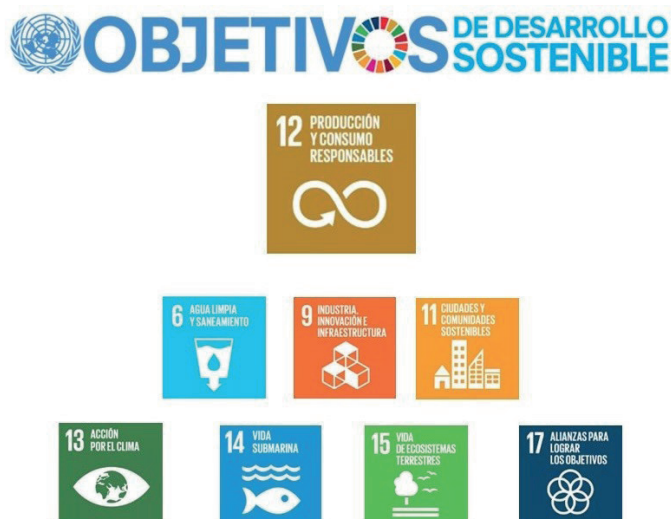 OBJETIVOS DE DESARROLLO
SOSTENIBLE
12 PRODUCCIÓN
Y CONSUMO
RESPONSABLES
6 AGUA LIMPIA
Y SANEAMIENTO
9 INDUSTRIA,
INNOVACIÓN E
INFRAESTRUCTURA
11 CIUDADES Y
COMUNIDADES
SOSTENIBLES
13 ACCIÓN
POR EL CLIMA
14 VIDA
SUBMARINA
15 VIDA
DE ECOSISTEMAS
TERRESTRES
17 ALIANZAS PARA
LOGRAR
LOS OBJETIVOS